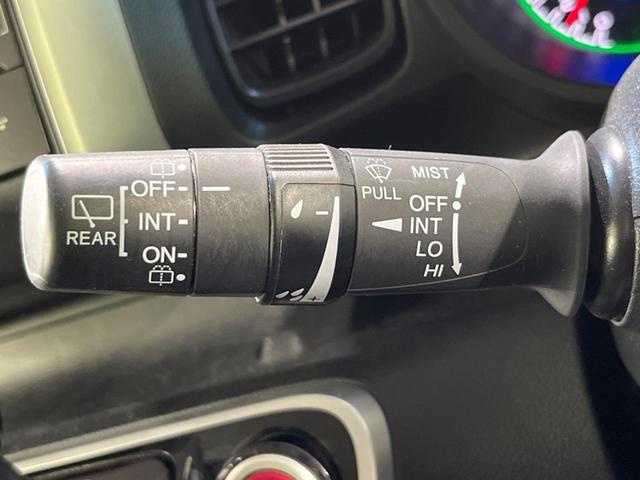 OFF
INT
REAR
ON
MIST
PULL
OFF
INT
LO
HI